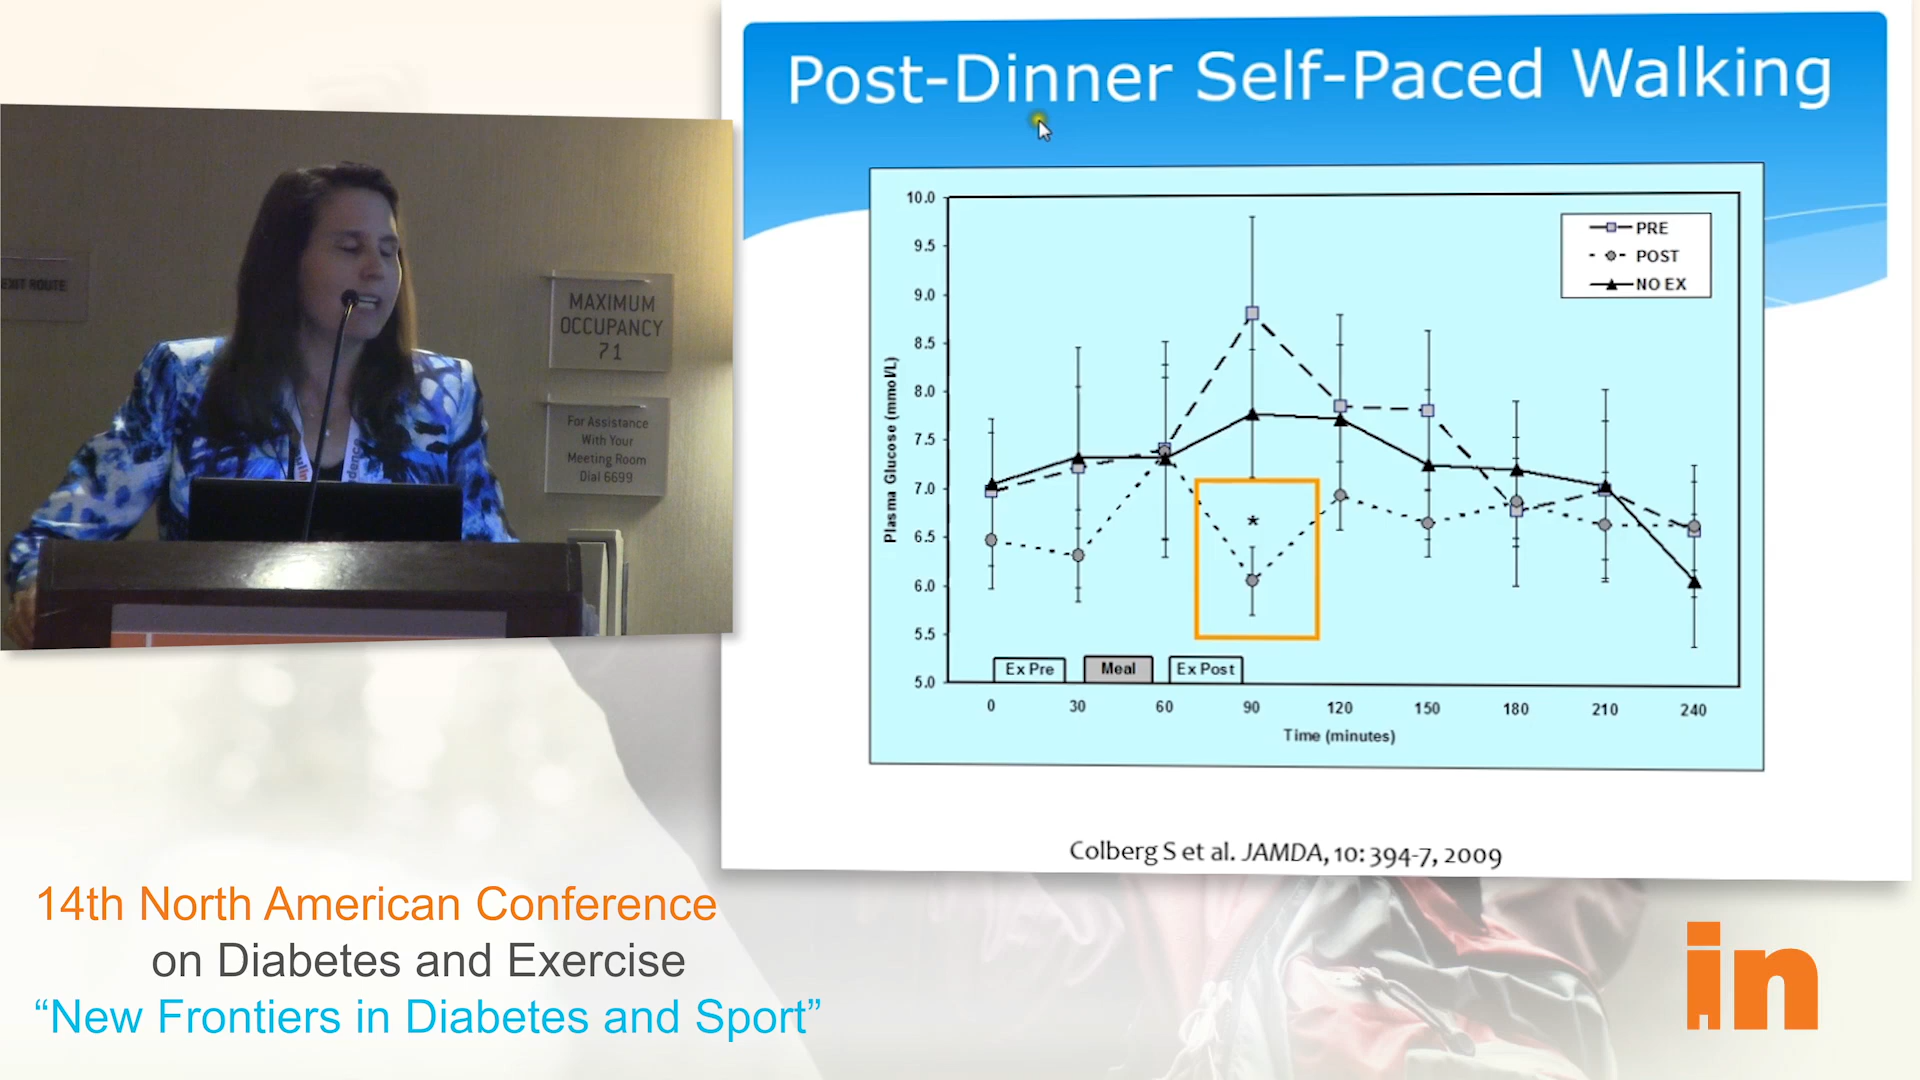 Post-Dinner Self-Paced Walking
EXIT ROUTE
MAXIMUM
OCCUPANCY
71
For Assistance
With Your
Meeting Room
Dial 6699
10.0
9.5
9.0
8.5
8.0
7.5
7.0
6.5
6.0
5.5
5.0
Plasma Glucose (mmol/L)
PRE
POST
NO EX
*
Ex Pre
Meal
Ex Post
0 30 60 90 120 150 180 210 240
Time (minutes)
Colberg S et al. JAMDA, 10: 394-7, 2009
14th North American Conference
on Diabetes and Exercise
“New Frontiers in Diabetes and Sport”
in